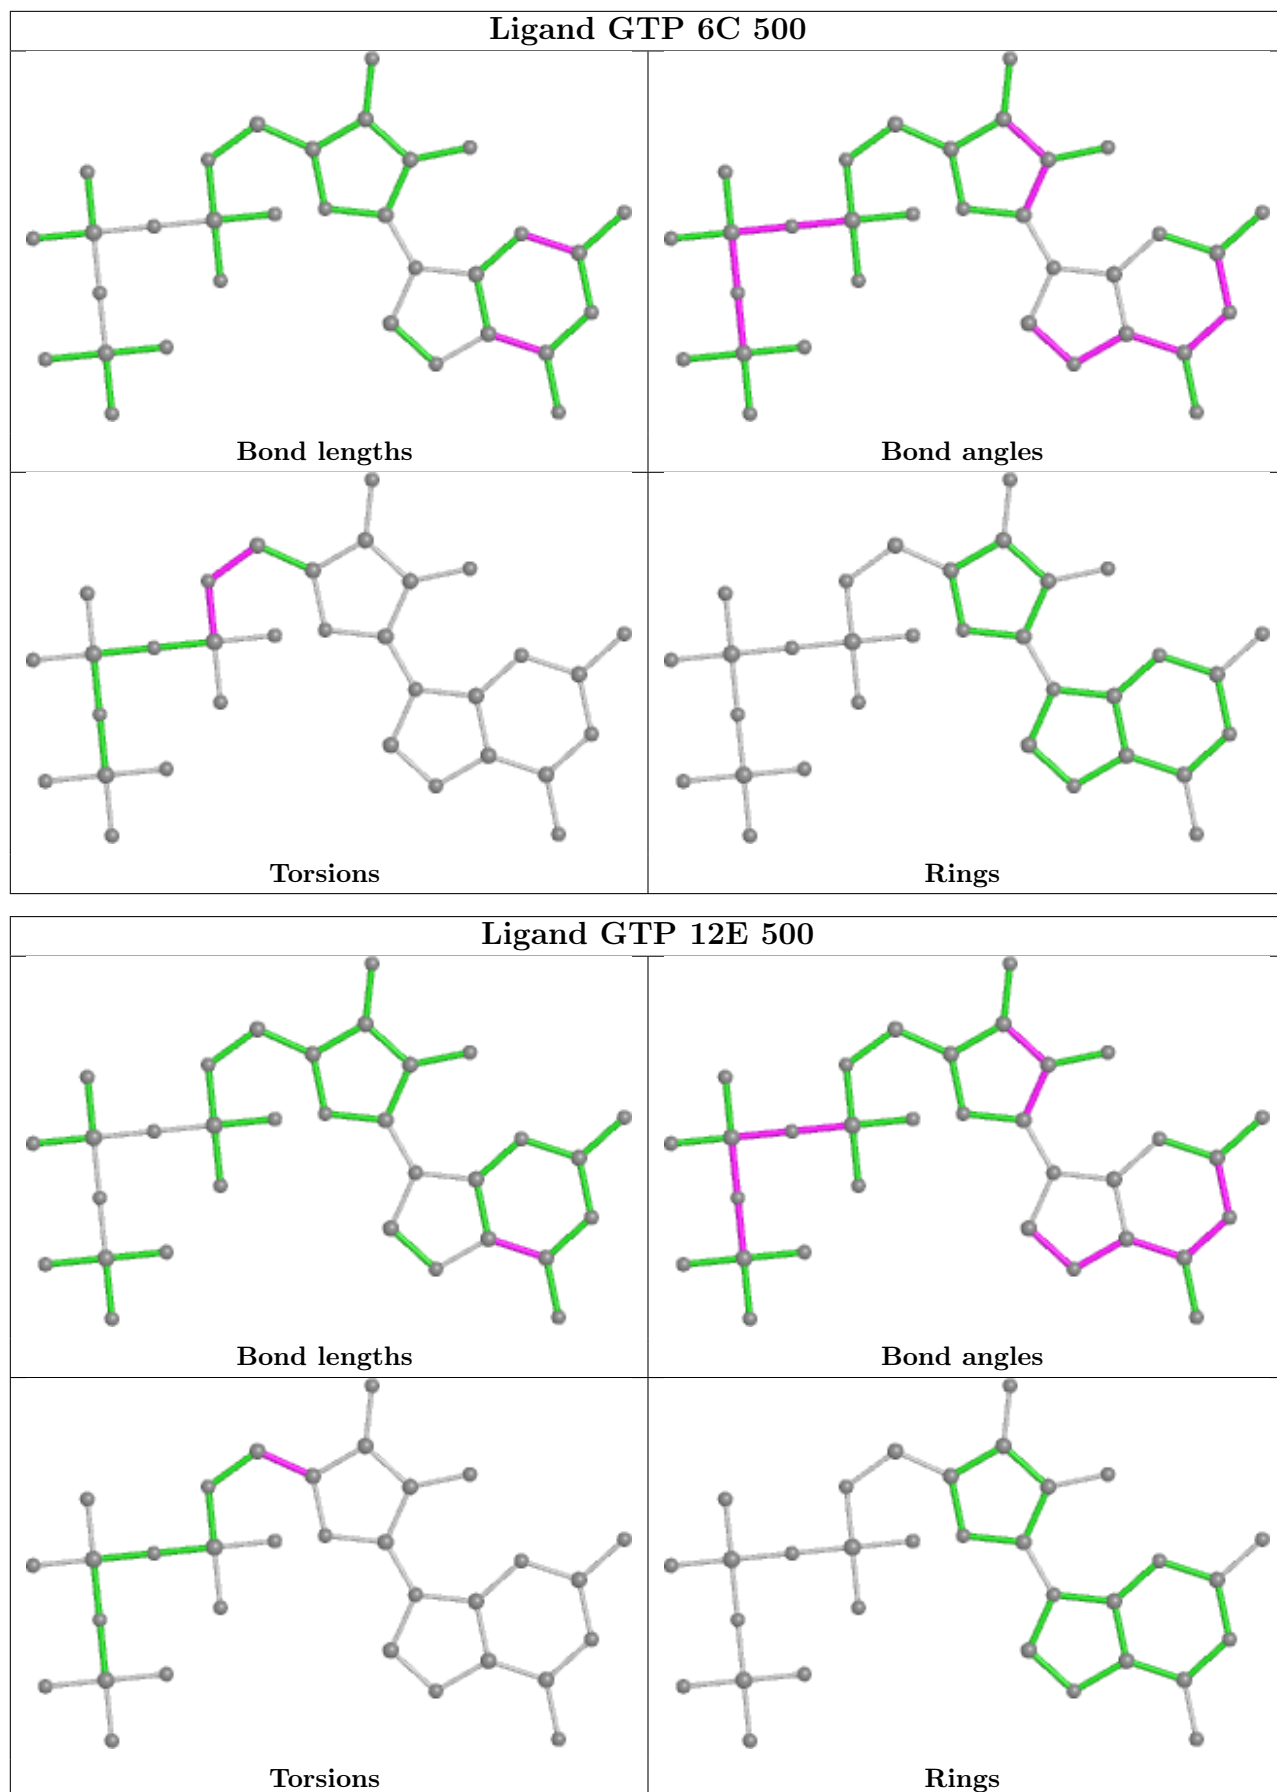 Ligand GTP 6C 500
Bond lengths
Bond angles
Torsions
Rings
Ligand GTP 12E 500
Bond lengths
Bond angles
Torsions
Rings